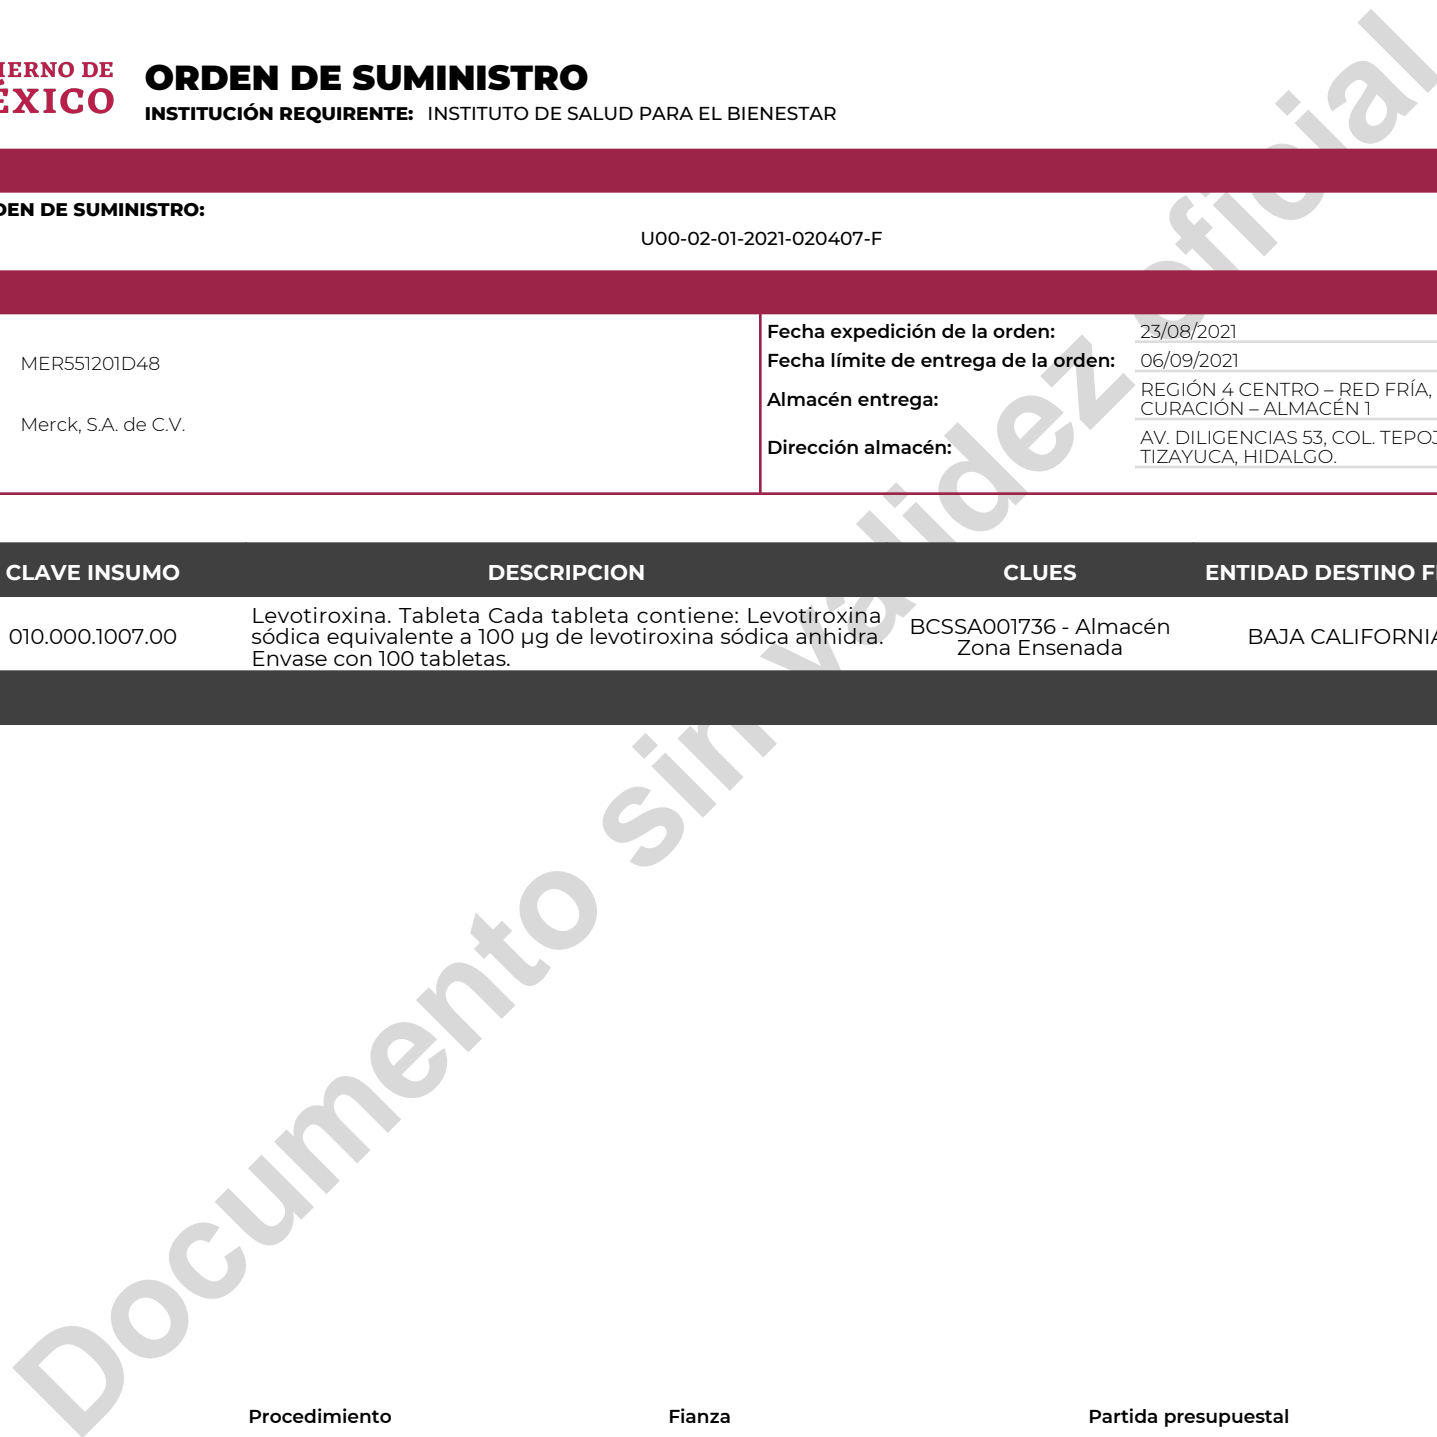 IERNO DE
ÉXICO
ORDEN DE SUMINISTRO
INSTITUCIÓN REQUIRENTE: INSTITUTO DE SALUD PARA EL BIENESTAR
DEN DE SUMINISTRO:
U00-02-01-2021-020407-F
MER551201D48
Merck, S.A. de C.V.
Fecha expedición de la orden: 23/08/2021
Fecha límite de entrega de la orden: 06/09/2021
Almacén entrega: REGIÓN 4 CENTRO – RED FRÍA,
CURACIÓN – ALMACÉN 1
Dirección almacén: AV. DILIGENCIAS 53, COL. TEPOJ
TIZAYUCA, HIDALGO.
CLAVE INSUMO DESCRIPCION CLUES ENTIDAD DESTINO F
010.000.1007.00
Levotiroxina. Tableta Cada tableta contiene: Levotiroxina
sódica equivalente a 100 µg de levotiroxina sódica anhidra.
Envase con 100 tabletas.
BCSSA001736 - Almacén
Zona Ensenada
BAJA CALIFORNIA
Documento sin validez oficial
Procedimiento Fianza Partida presupuestal